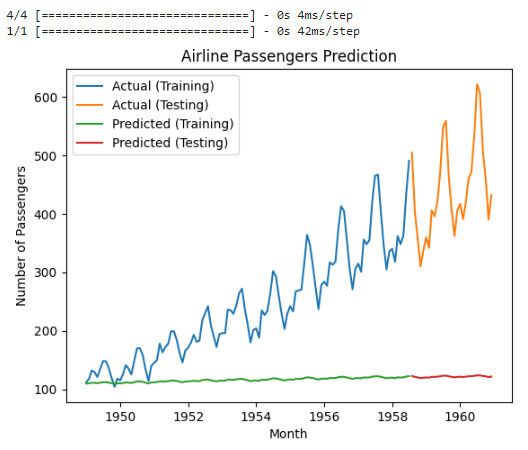 4/4 [==============================] - 0s 4ms/step
1/1 [==============================] - 0s 42ms/step
Airline Passengers Prediction
Actual (Training)
Actual (Testing)
Predicted (Training)
Predicted (Testing)
Number of Passengers
600
500
400
300
200
100
1950 1952 1954 1956 1958 1960
Month